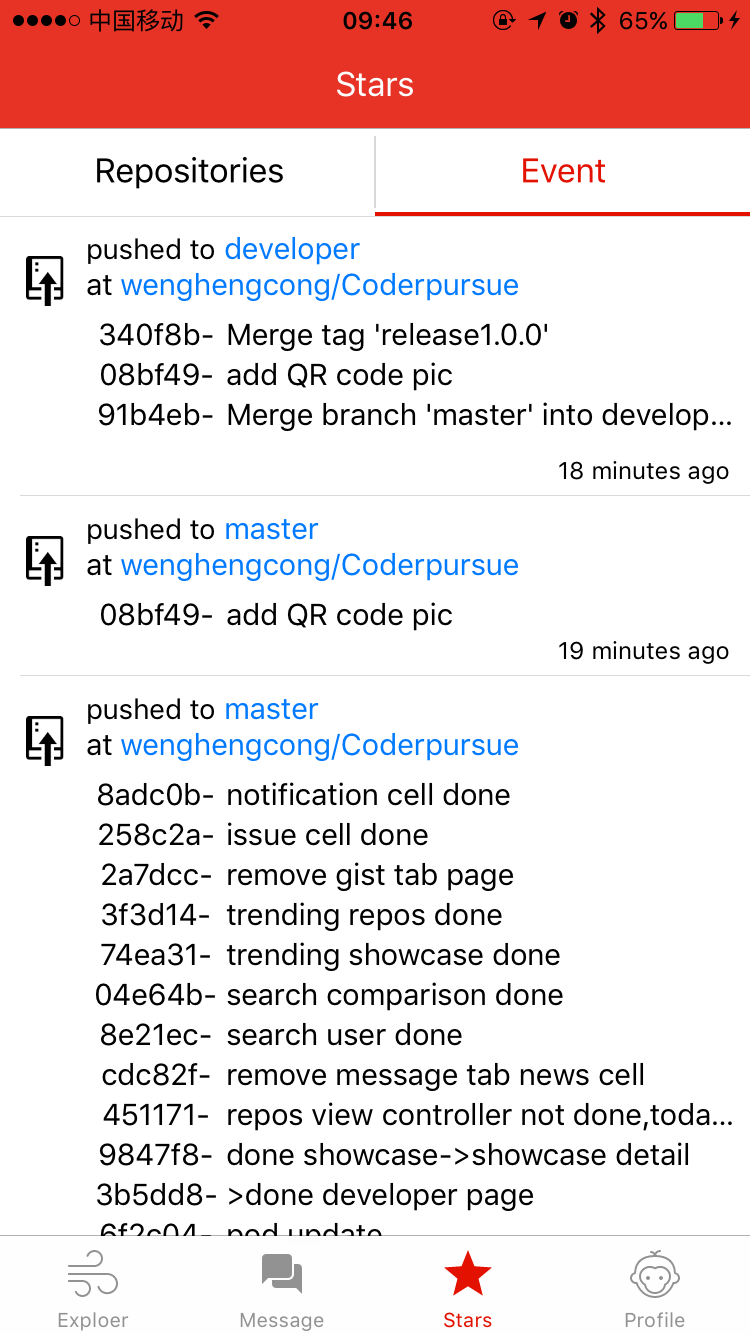 中国移动 09:46 65%
Stars
Repositories Event
pushed to developer
at wenghengcong/Coderpursue
340f8b- Merge tag 'release1.0.0'
08bf49- add QR code pic
91b4eb- Merge branch 'master' into develop...
18 minutes ago
pushed to master
at wenghengcong/Coderpursue
08bf49- add QR code pic
19 minutes ago
pushed to master
at wenghengcong/Coderpursue
8adc0b- notification cell done
258c2a- issue cell done
2a7dcc- remove gist tab page
3f3d14- trending repos done
74ea31- trending showcase done
04e64b- search comparison done
8e21ec- search user done
cdc82f- remove message tab news cell
451171- repos view controller not done,toda...
9847f8- done showcase->showcase detail
3b5dd8- >done developer page
6f2c04- pod update
Exploer Message Stars Profile